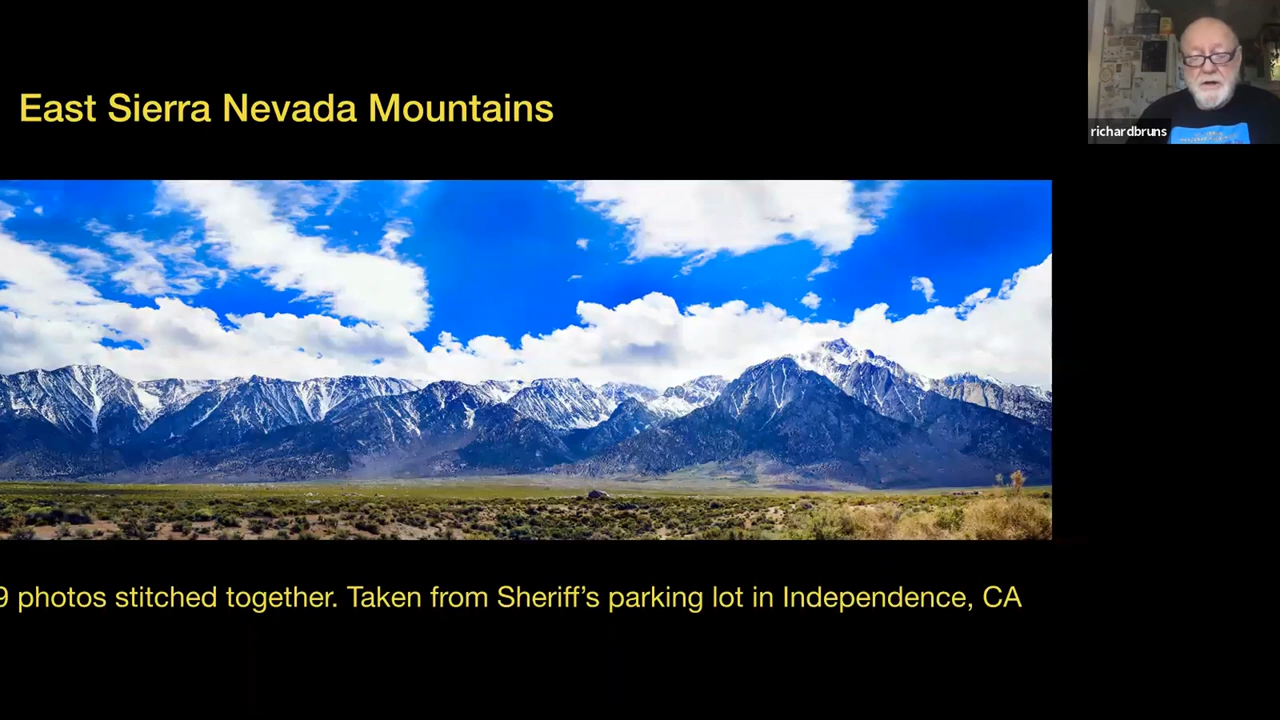 East Sierra Nevada Mountains
richardbruns
9 photos stitched together. Taken from Sheriff’s parking lot in Independence, CA